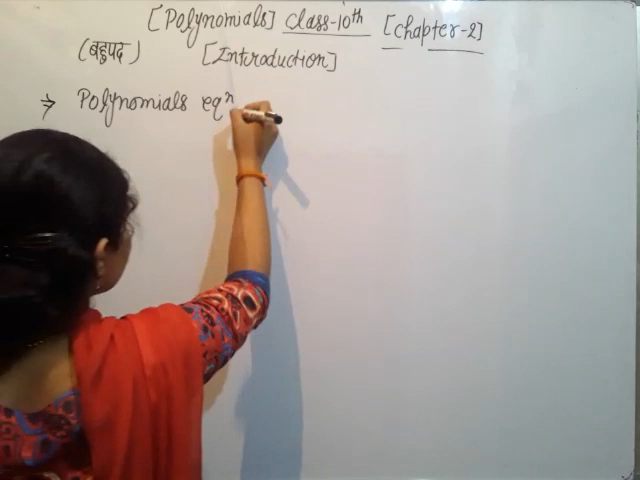 [Polynomials] Class-10th [Chapter-2]
(बहुपद) [Introduction]
→ Polynomials eqⁿ